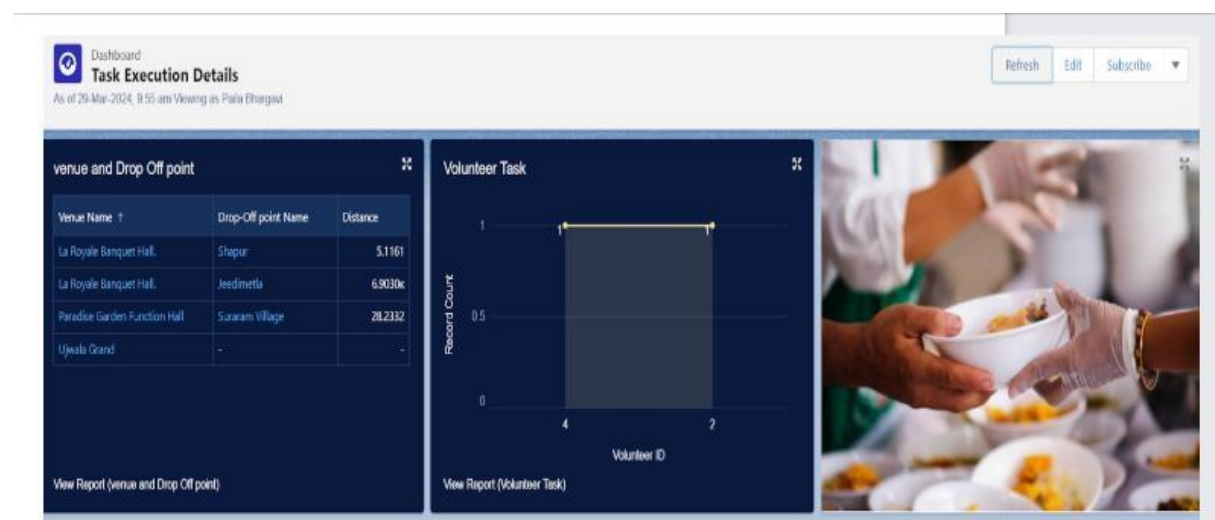 Dashboard
Task Execution Details
As of 29-Mar-2024, 9:55 am Viewing as
Refresh
Edit
Subscribe
venue and Drop Off point
Venue Name ↑ Drop-Off point Name Distance
La Royale Banquet Hall. Shapur 5.1161
La Royale Banquet Hall. Jeedimetla 6.9030k
Paradise Garden Function Hall Suraram Village 28.2332
Ujwala Grand - -
View Report (venue and Drop Off point)
Volunteer Task
1
1 1
Record Count
0.5
0
4 2
Volunteer ID
View Report (Volunteer Task)